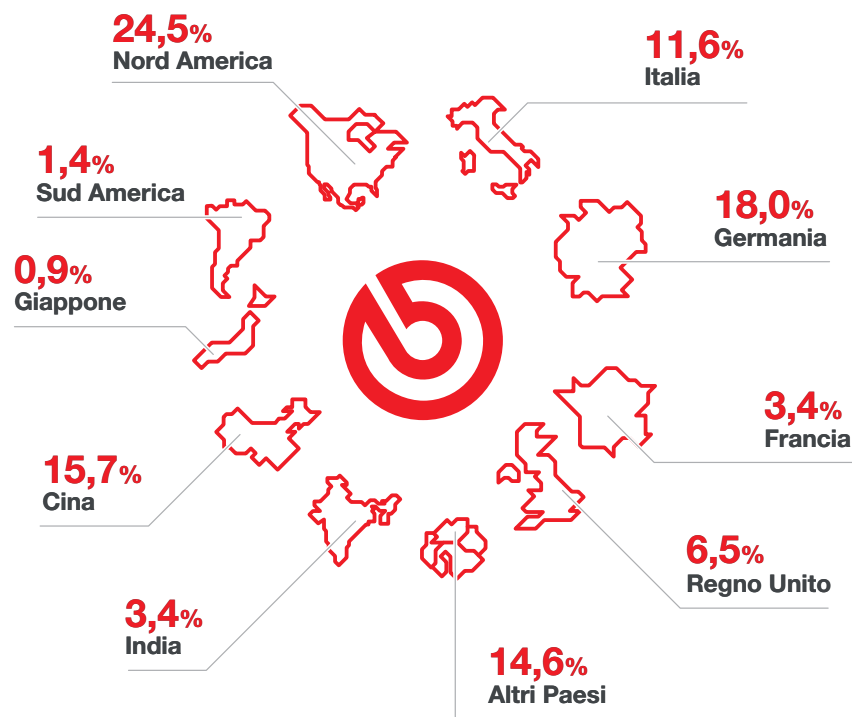 24,5%
Nord America
11,6%
Italia
1,4%
Sud America
18,0%
Germania
0,9%
Giappone
3,4%
Francia
15,7%
Cina
6,5%
Regno Unito
3,4%
India
14,6%
Altri Paesi